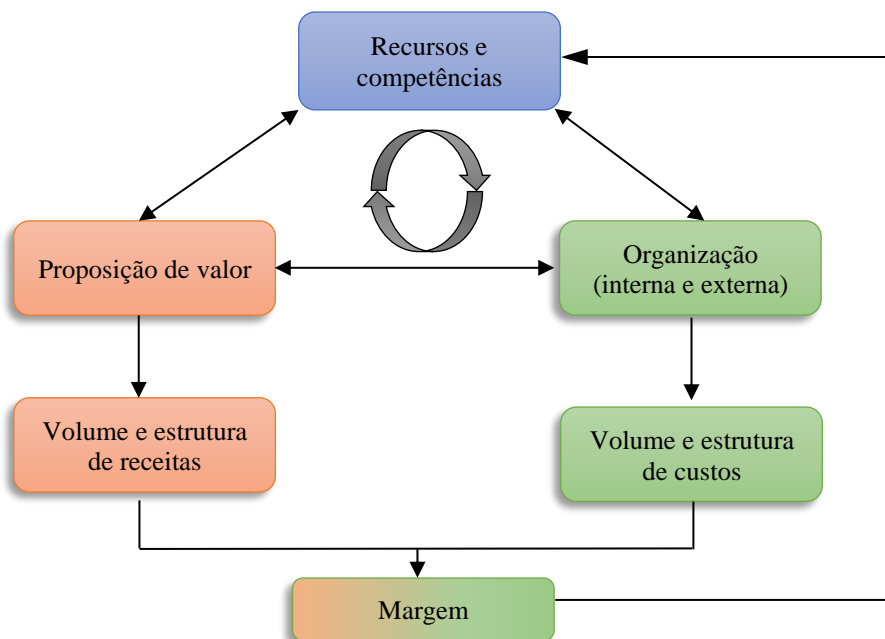 Recursos e
competências
Proposição de valor
Organização
(interna e externa)
Volume e estrutura
de receitas
Volume e estrutura
de custos
Margem